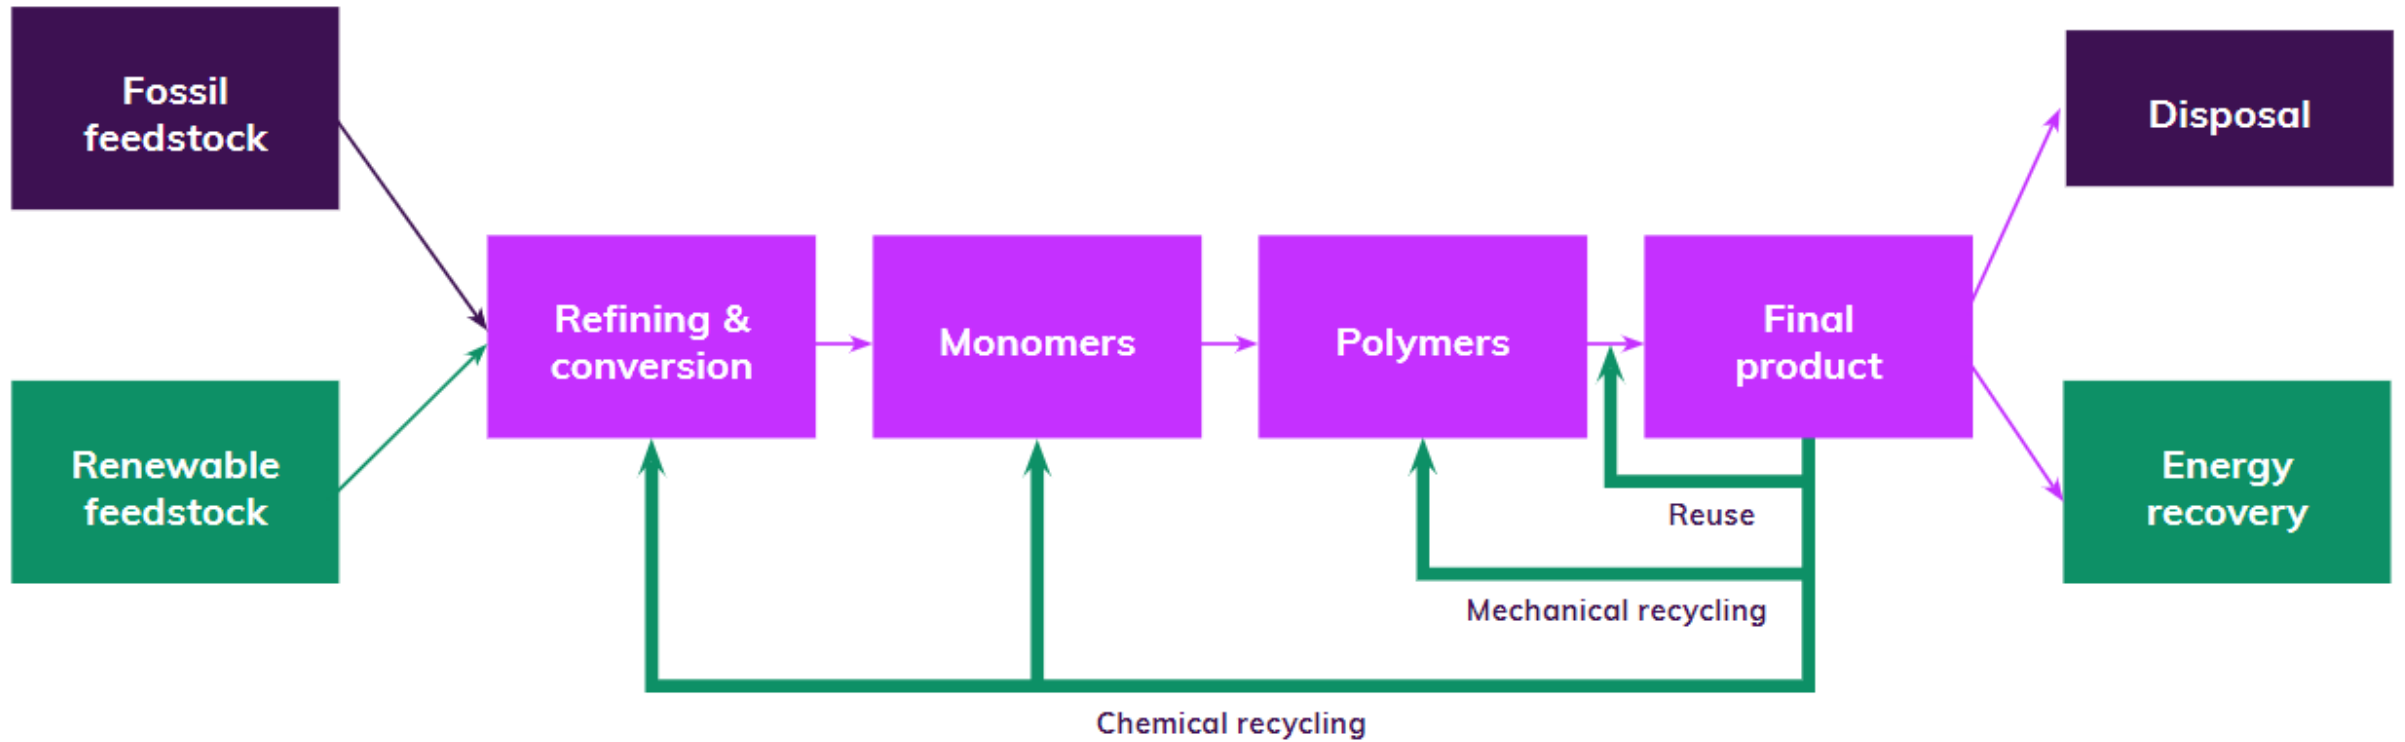 Fossil
feedstock
Disposal
Refining &
conversion
Monomers
Polymers
Final
product
Renewable
feedstock
Energy
recovery
Reuse
Mechanical recycling
Chemical recycling